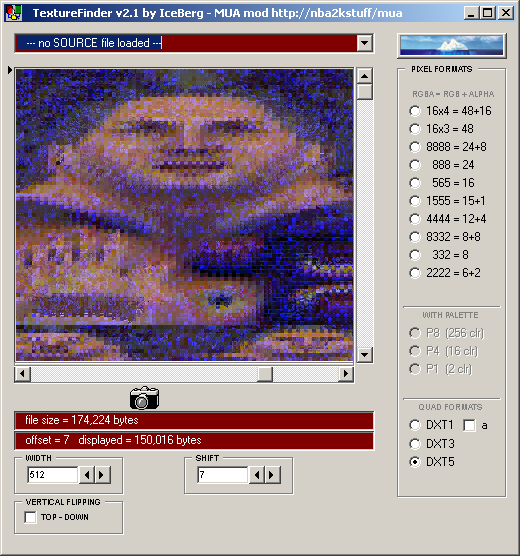 TextureFinder v2.1 by IceBerg - MUA mod http://nba2kstuff/mua
--- no SOURCE file loaded ---
PIXEL FORMATS
RGBA = RGB + ALPHA
16x4 = 48+16
16x3 = 48
8888 = 24+8
888 = 24
565 = 16
1555 = 15+1
4444 = 12+4
8332 = 8+8
332 = 8
2222 = 6+2
WITH PALETTE
P8 (256 clr)
P4 (16 clr)
P1 (2 clr)
QUAD FORMATS
DXT1 a
DXT3
DXT5
file size = 174,224 bytes
offset = 7 displayed = 150,016 bytes
WIDTH
512
SHIFT
7
VERTICAL FLIPPING
TOP - DOWN